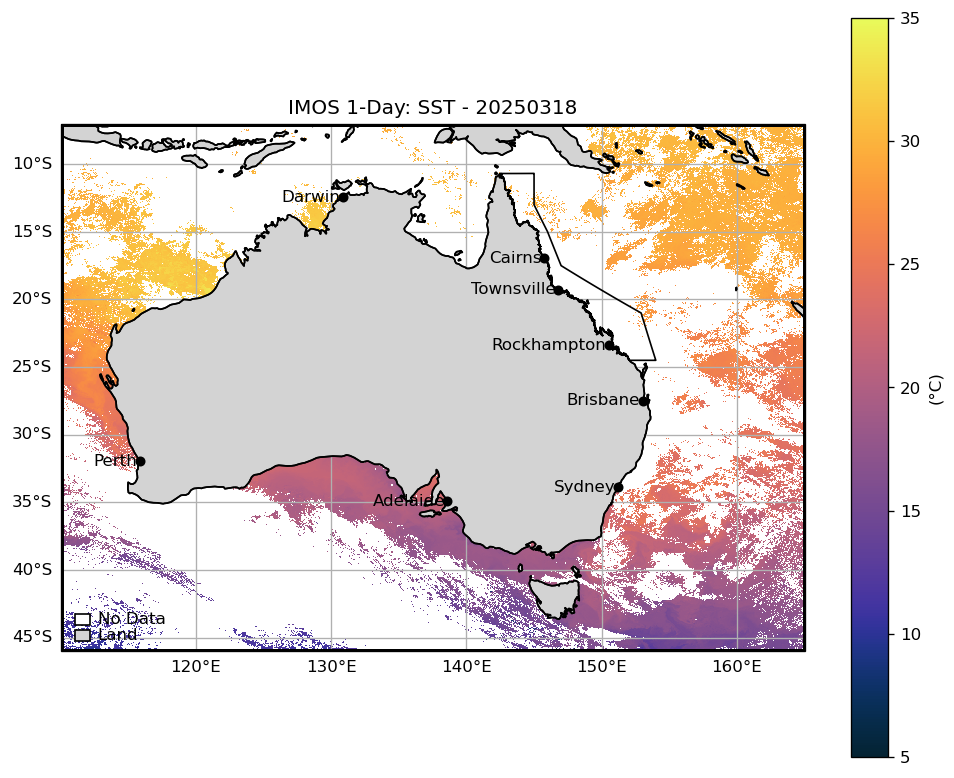 IMOS 1-Day: SST - 20250318
35
30
25
20
15
10
5
(°C)
10°S
15°S
20°S
25°S
30°S
35°S
40°S
45°S
Darwin
Cairns
Townsville
Rockhampton
Brisbane
Perth
Sydney
Adelaide
No Data
Land
120°E 130°E 140°E 150°E 160°E